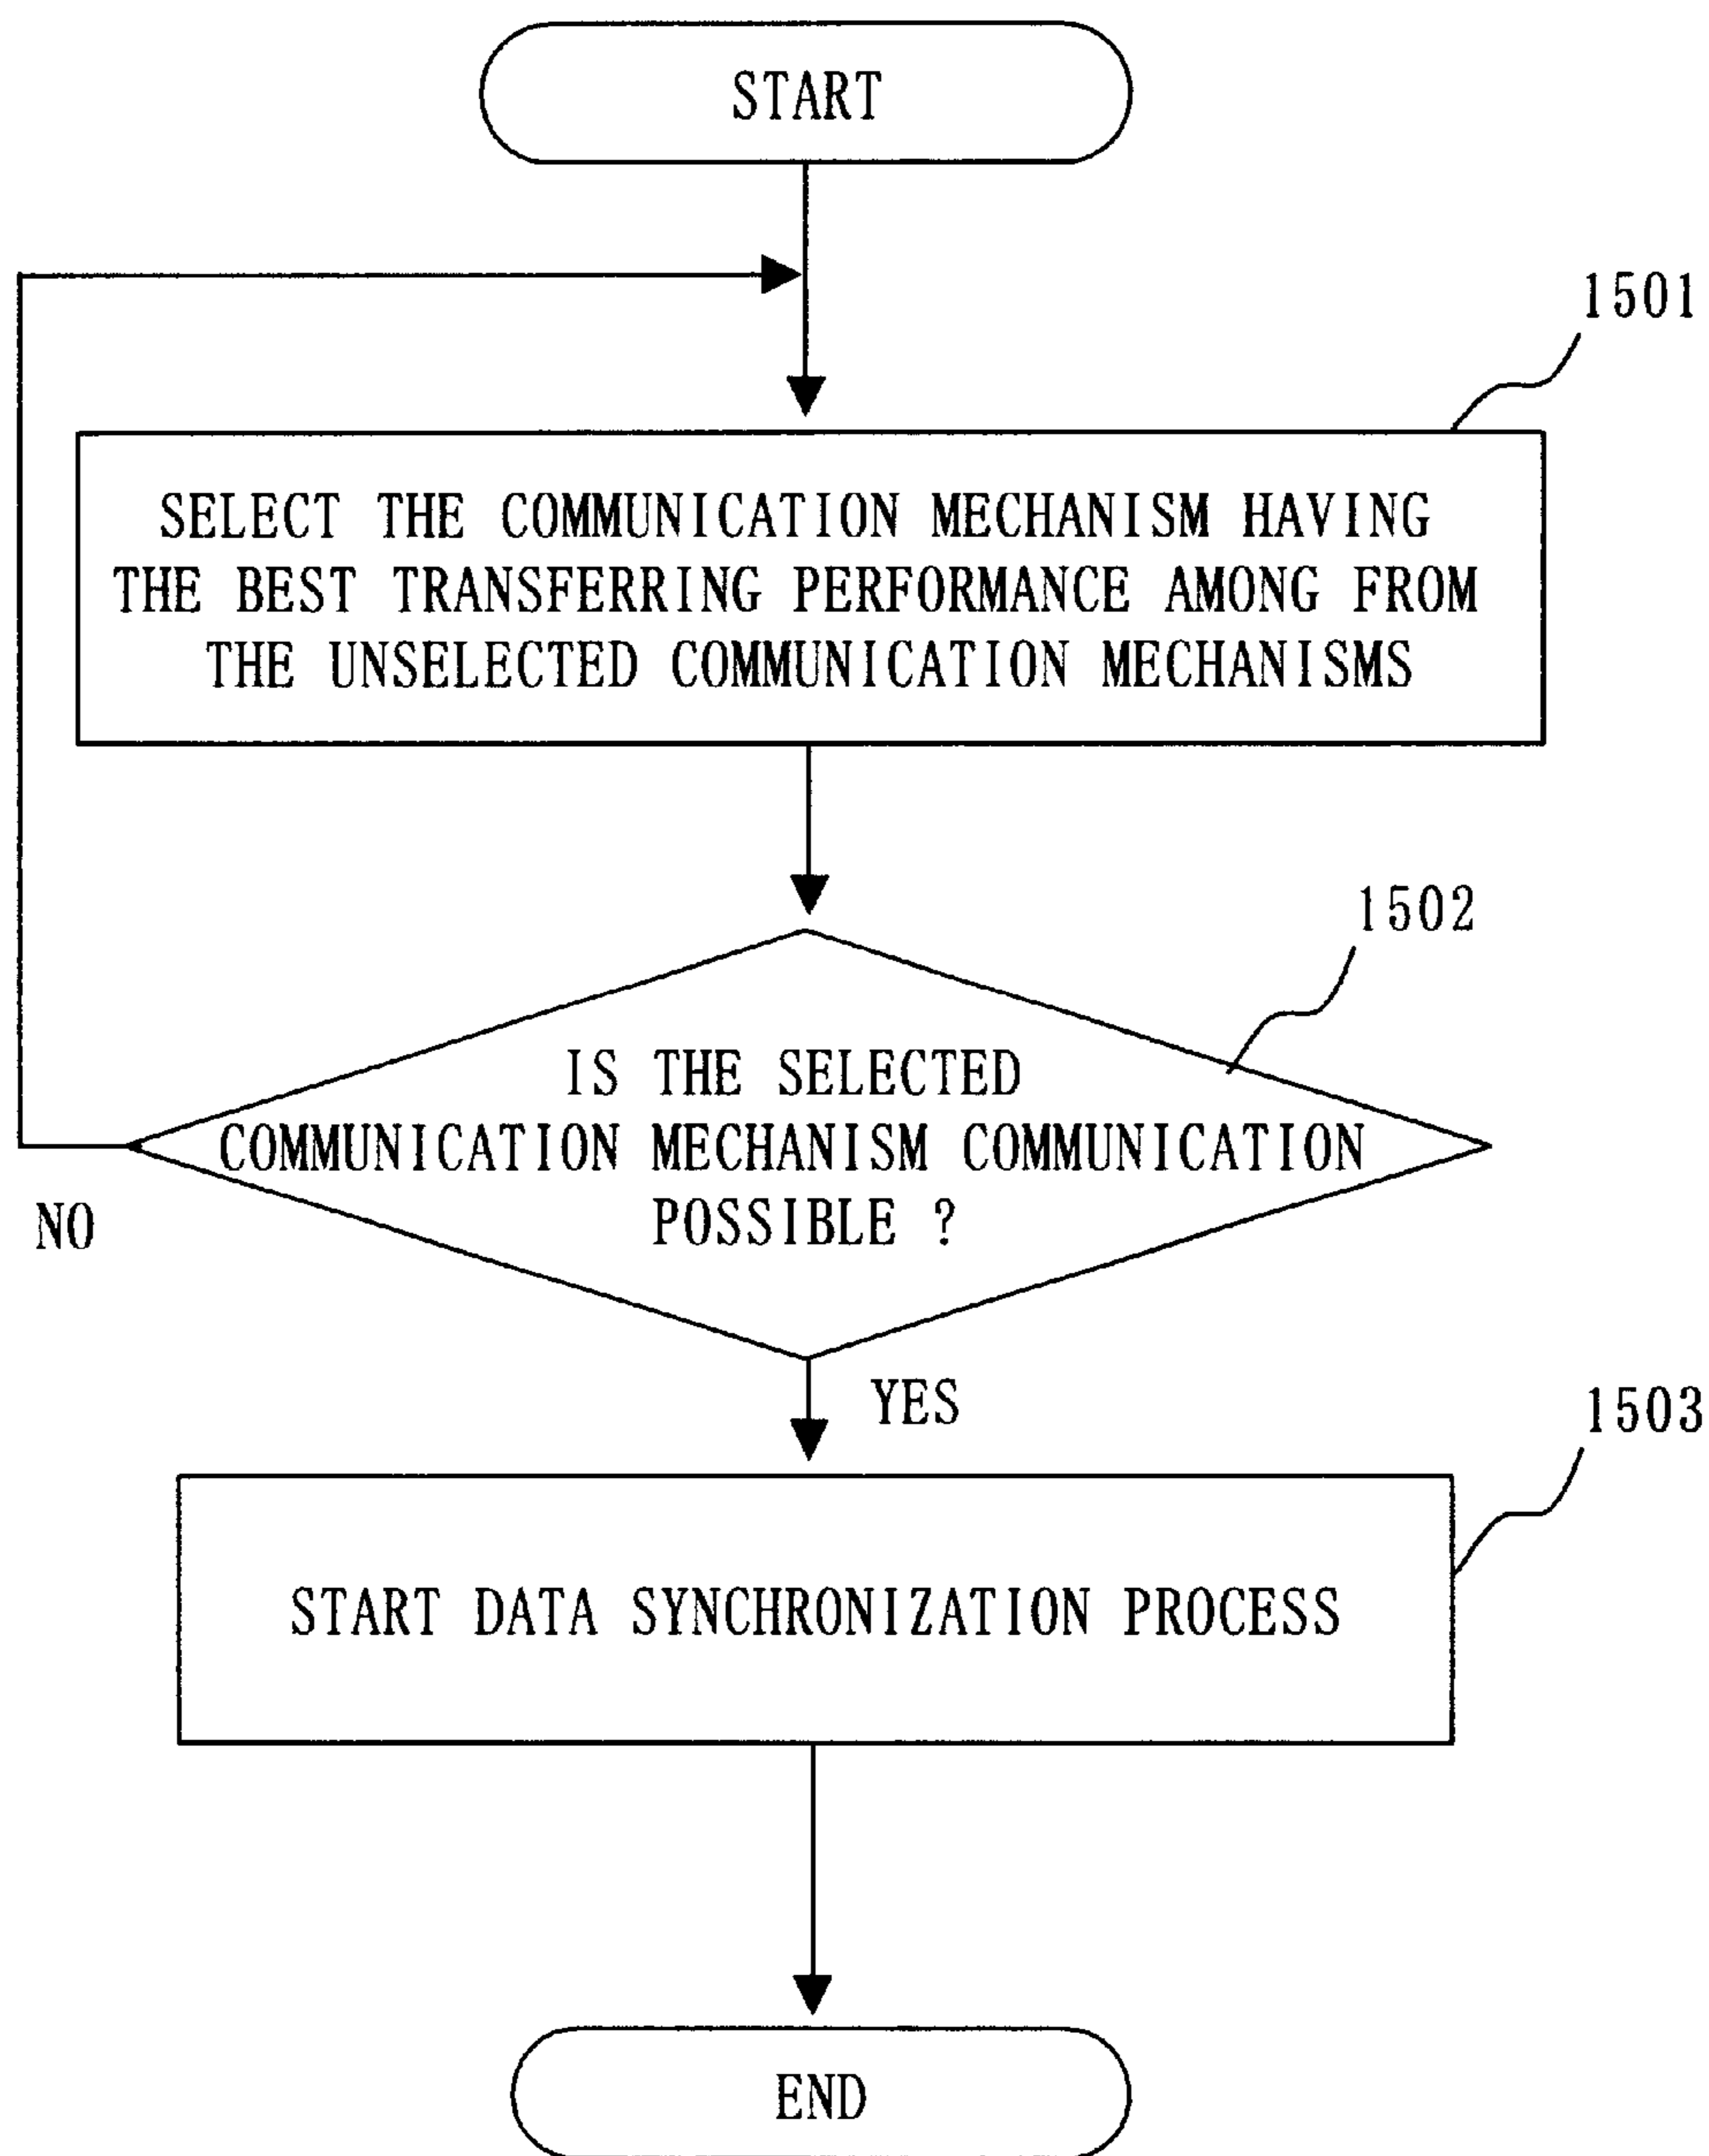 START
1501
SELECT THE COMMUNICATION MECHANISM HAVING
THE BEST TRANSFERRING PERFORMANCE AMONG FROM
THE UNSELECTED COMMUNICATION MECHANISMS
1502
IS THE SELECTED
COMMUNICATION MECHANISM COMMUNICATION
POSSIBLE ?
NO
YES
1503
START DATA SYNCHRONIZATION PROCESS
END